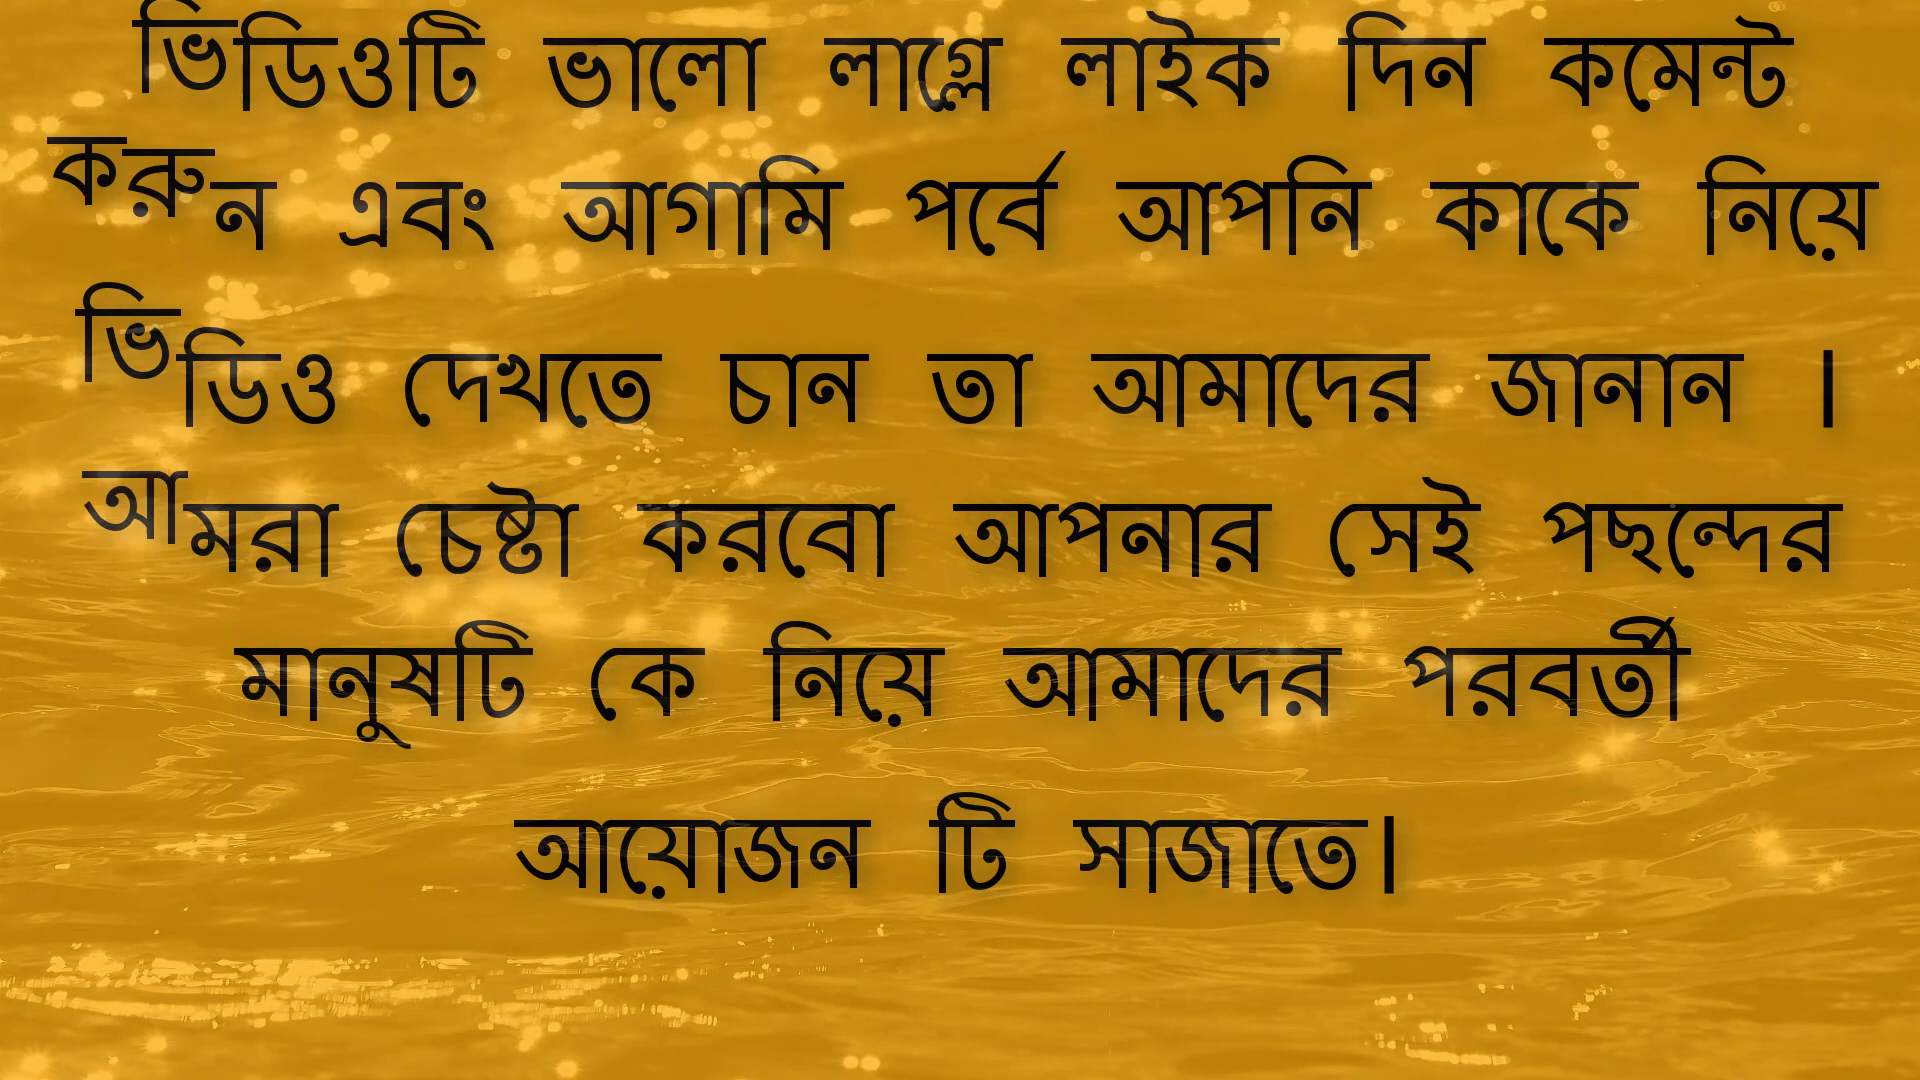 ভিডিওটি ভালো লাগ্লে লাইক দিন কমেন্ট
করুন এবং আগামি পর্বে আপনি কাকে নিয়ে
ভিডিও দেখতে চান তা আমাদের জানান ।
আমরা চেষ্টা করবো আপনার সেই পছন্দের
মানুষটি কে নিয়ে আমাদের পরবর্তী
আয়োজন টি সাজাতে।